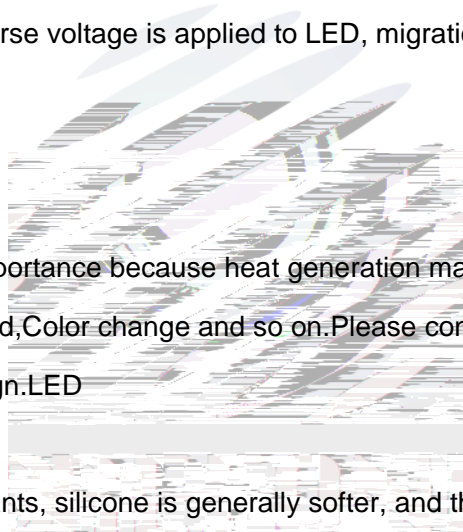 rse voltage is applied to LED, migratio
portance because heat generation ma
d,Color change and so on.Please con
n.LED
nts, silicone is generally softer, and th